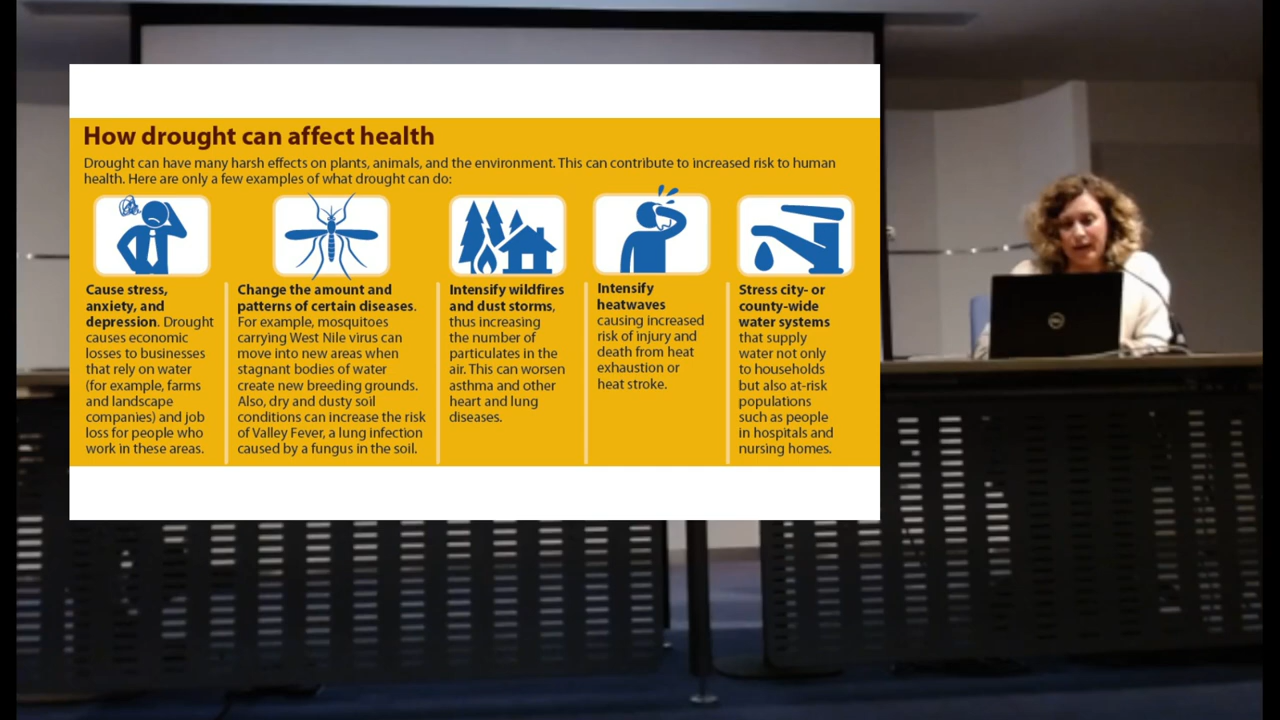 How drought can affect health
Drought can have many harsh effects on plants, animals, and the environment. This can contribute to increased risk to human
health. Here are only a few examples of what drought can do:
Cause stress,
anxiety, and
depression. Drought
causes economic
losses to businesses
that rely on water
(for example, farms
and landscape
companies) and job
loss for people who
work in these areas.
Change the amount and
patterns of certain diseases.
For example, mosquitoes
carrying West Nile virus can
move into new areas when
stagnant bodies of water
create new breeding grounds.
Also, dry and dusty soil
conditions can increase the risk
of Valley Fever, a lung infection
caused by a fungus in the soil.
Intensify wildfires
and dust storms,
thus increasing
the number of
particulates in the
air. This can worsen
asthma and other
heart and lung
diseases.
Intensify
heatwaves
causing increased
risk of injury and
death from heat
exhaustion or
heat stroke.
Stress city- or
county-wide
water systems
that supply
water not only
to households
but also at-risk
populations
such as people
in hospitals and
nursing homes.
DELL